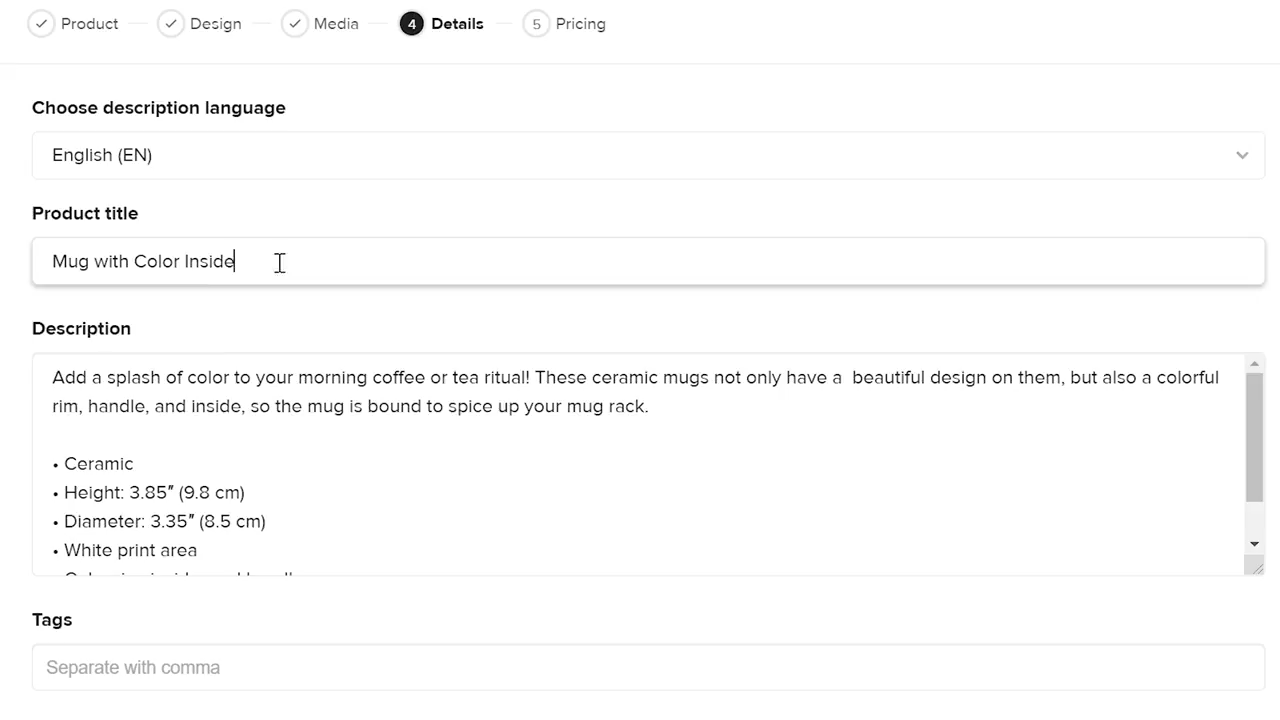 Product Design Media 4 Details 5 Pricing
Choose description language
English (EN)
Product title
Mug with Color Inside
Description
Add a splash of color to your morning coffee or tea ritual! These ceramic mugs not only have a  beautiful design on them, but also a colorful
rim, handle, and inside, so the mug is bound to spice up your mug rack.
• Ceramic
• Height: 3.85″ (9.8 cm)
• Diameter: 3.35″ (8.5 cm)
• White print area
Tags
Separate with comma